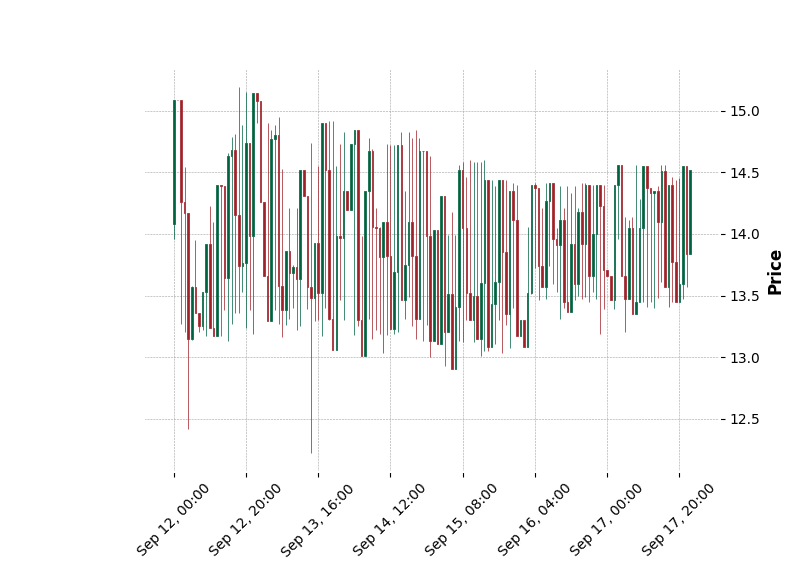 15.0
14.5
14.0
13.5
13.0
12.5
Price
Sep 12, 00:00
Sep 12, 20:00
Sep 13, 16:00
Sep 14, 12:00
Sep 15, 08:00
Sep 16, 04:00
Sep 17, 00:00
Sep 17, 20:00